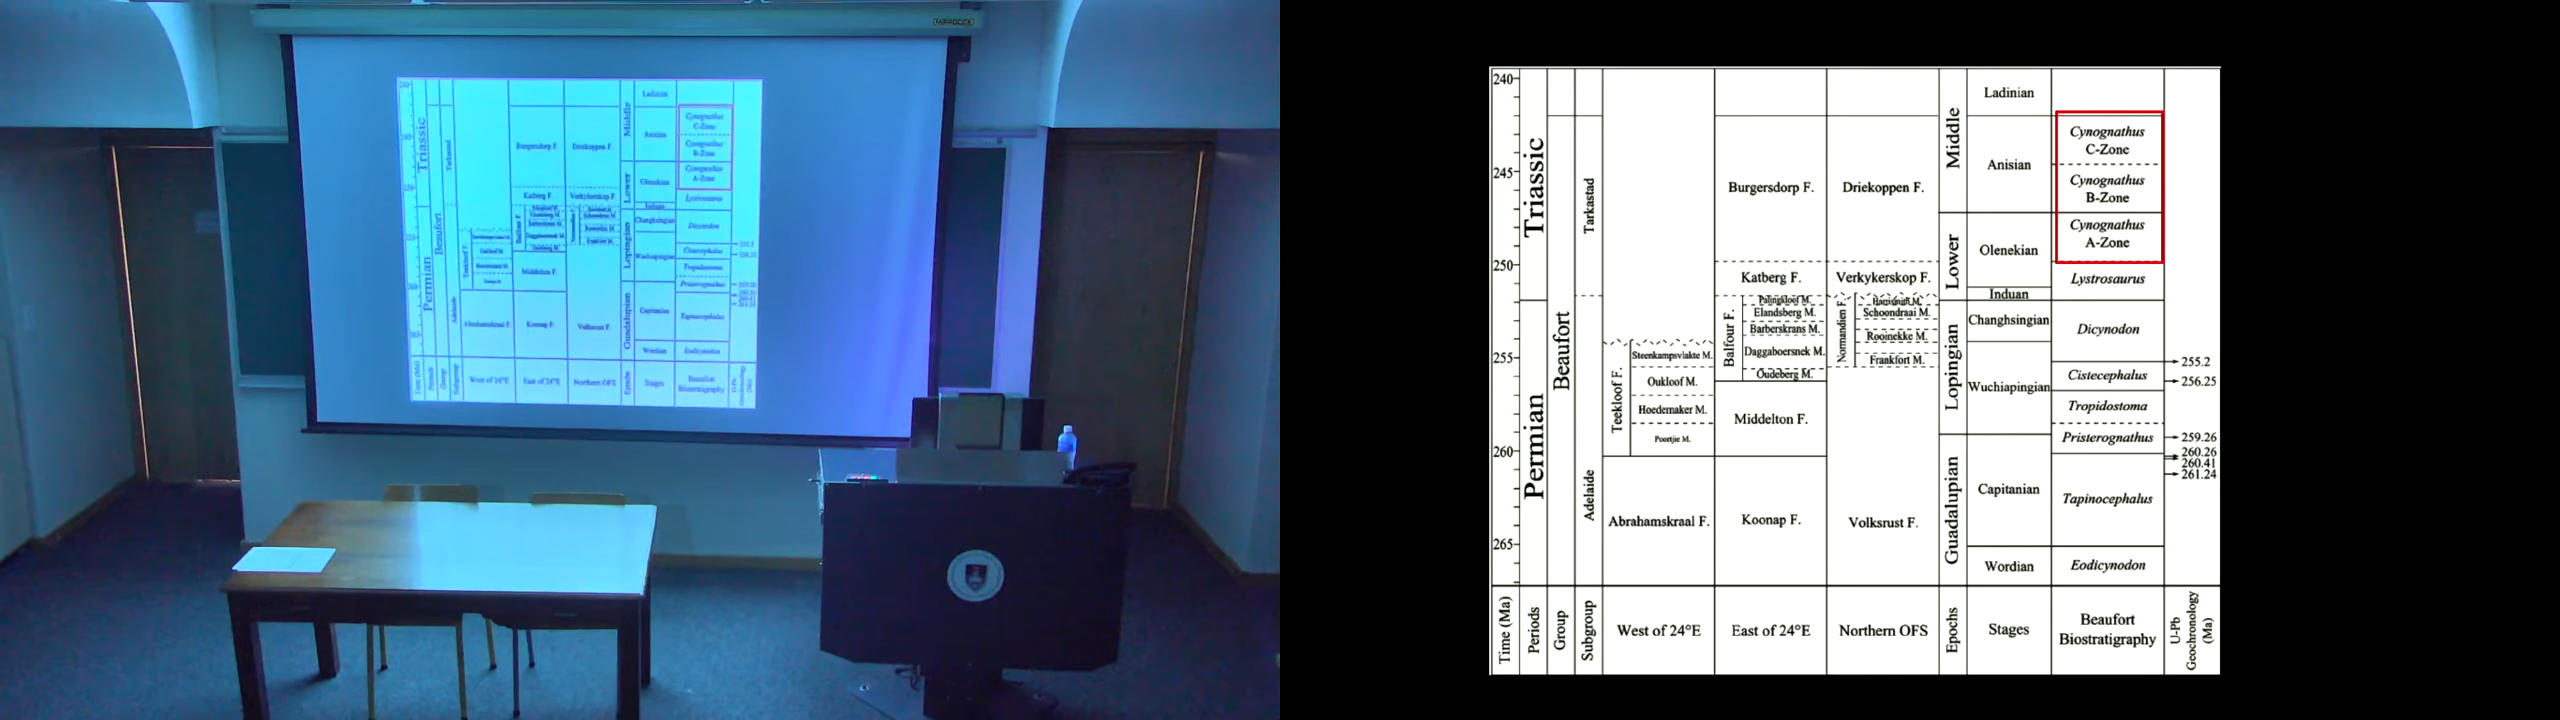 240
245
250
255
260
265
Time (Ma)
Triassic
Permian
Periods
Beaufort
Group
Tarkastad
Adelaide
Subgroup
Steenkampsvlakte M.
Teekloof F.
Oukloof M.
Hoedemaker M.
Poortjie M.
Abrahamskraal F.
West of 24°E
Burgersdorp F.
Katberg F.
Balfour F.
Palingkloof M.
Elandsberg M.
Barberskrans M.
Daggaboersnek M.
Oudeberg M.
Middelton F.
Koonap F.
East of 24°E
Driekoppen F.
Verkykerskop F.
Normandien F.
Harrismith M.
Schoondraai M.
Rooinekke M.
Frankfort M.
Volksrust F.
Northern OFS
Middle
Lower
Lopingian
Guadalupian
Epochs
Ladinian
Anisian
Olenekian
Induan
Changhsingian
Wuchiapingian
Capitanian
Wordian
Stages
Cynognathus
C-Zone
Cynognathus
B-Zone
Cynognathus
A-Zone
Lystrosaurus
Dicynodon
Cistecephalus
Tropidostoma
Pristerognathus
Tapinocephalus
Eodicynodon
Beaufort
Biostratigraphy
255.2
256.25
259.26
260.26
260.41
261.24
U-Pb
Geochronology
(Ma)